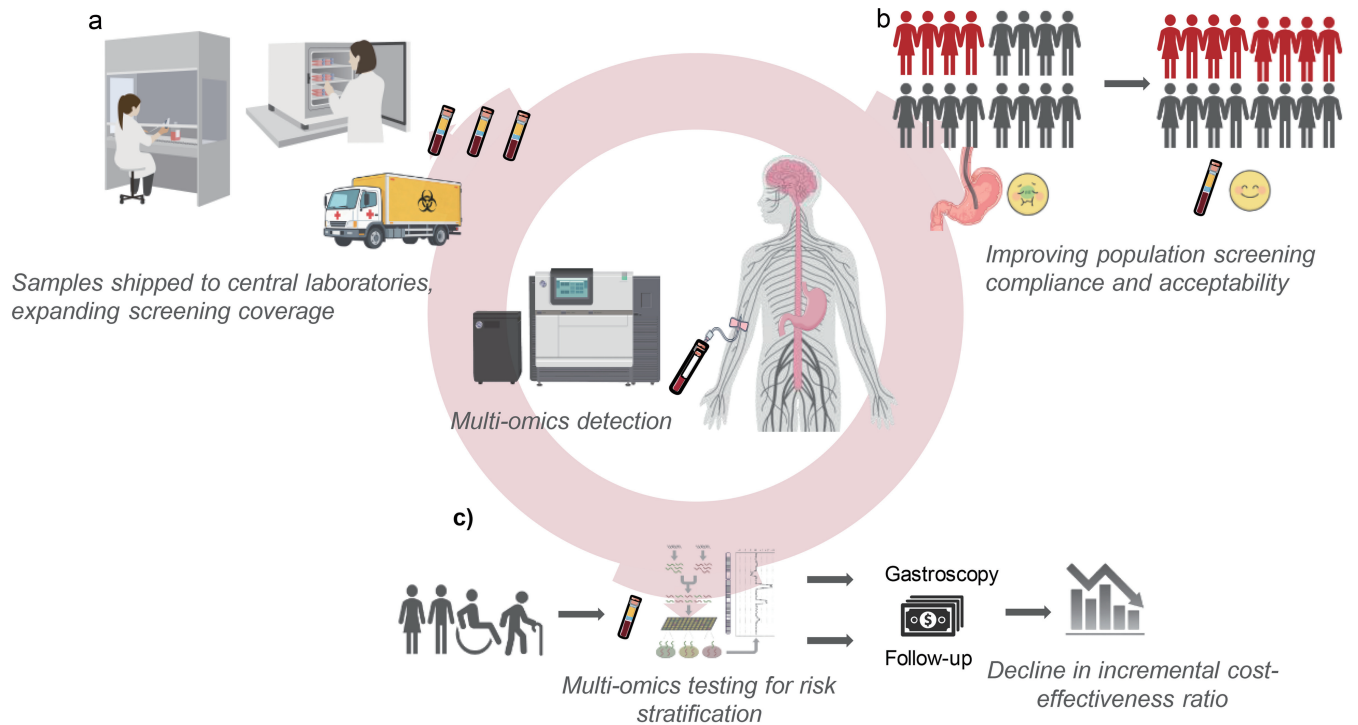 a
b
Samples shipped to central laboratories,
expanding screening coverage
Improving population screening
compliance and acceptability
Multi-omics detection
c)
Gastroscopy
$
Follow-up
Multi-omics testing for risk
stratification
Decline in incremental cost-
effectiveness ratio